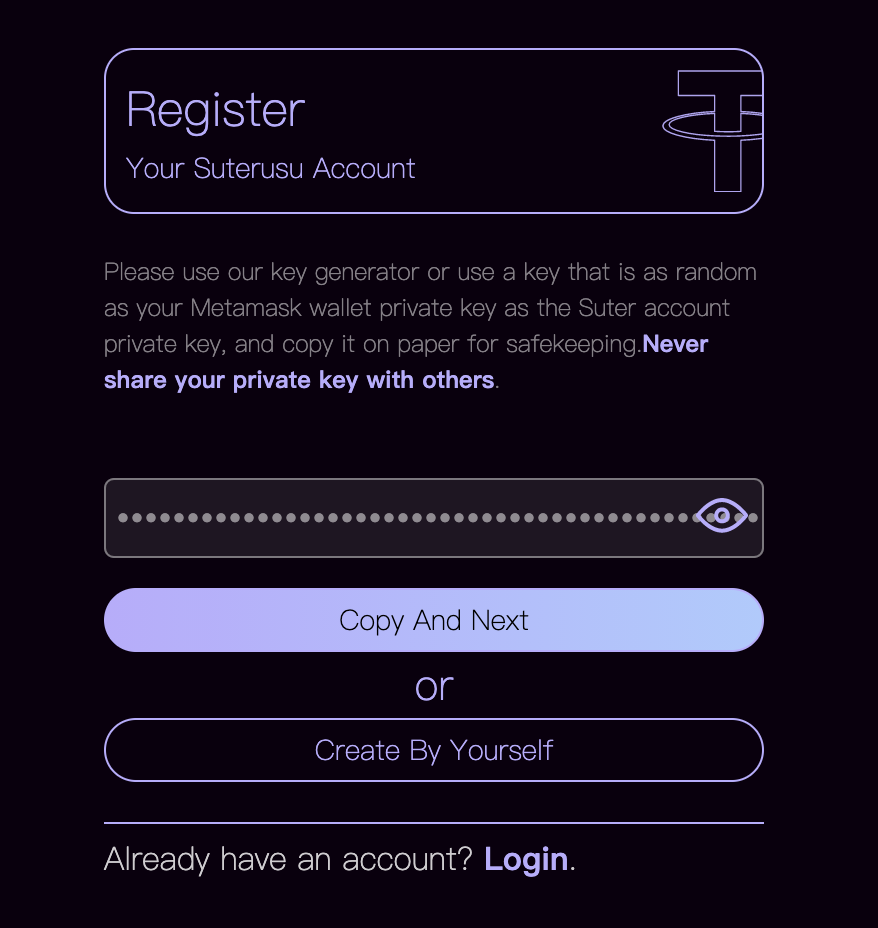 Register
Your Suterusu Account
Please use our key generator or use a key that is as random
as your Metamask wallet private key as the Suter account
private key, and copy it on paper for safekeeping.Never
share your private key with others.
Copy And Next
or
Create By Yourself
Already have an account? Login.